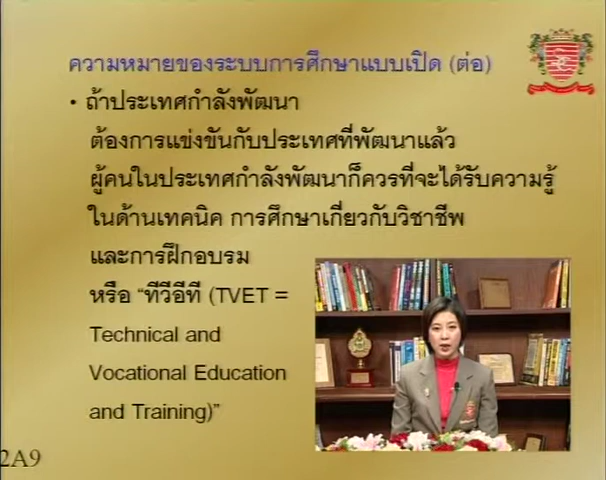 ความหมายของระบบการศึกษาแบบเปิด (ต่อ)
• ถ้าประเทศกำลังพัฒนา
ต้องการแข่งขันกับประเทศที่พัฒนาแล้ว
ผู้คนในประเทศกำลังพัฒนาก็ควรที่จะได้รับความรู้
ในด้านเทคนิค การศึกษาเกี่ยวกับวิชาชีพ
และการฝึกอบรม
หรือ “ทีวีอีที (TVET =
Technical and
Vocational Education
and Training)”
2A9